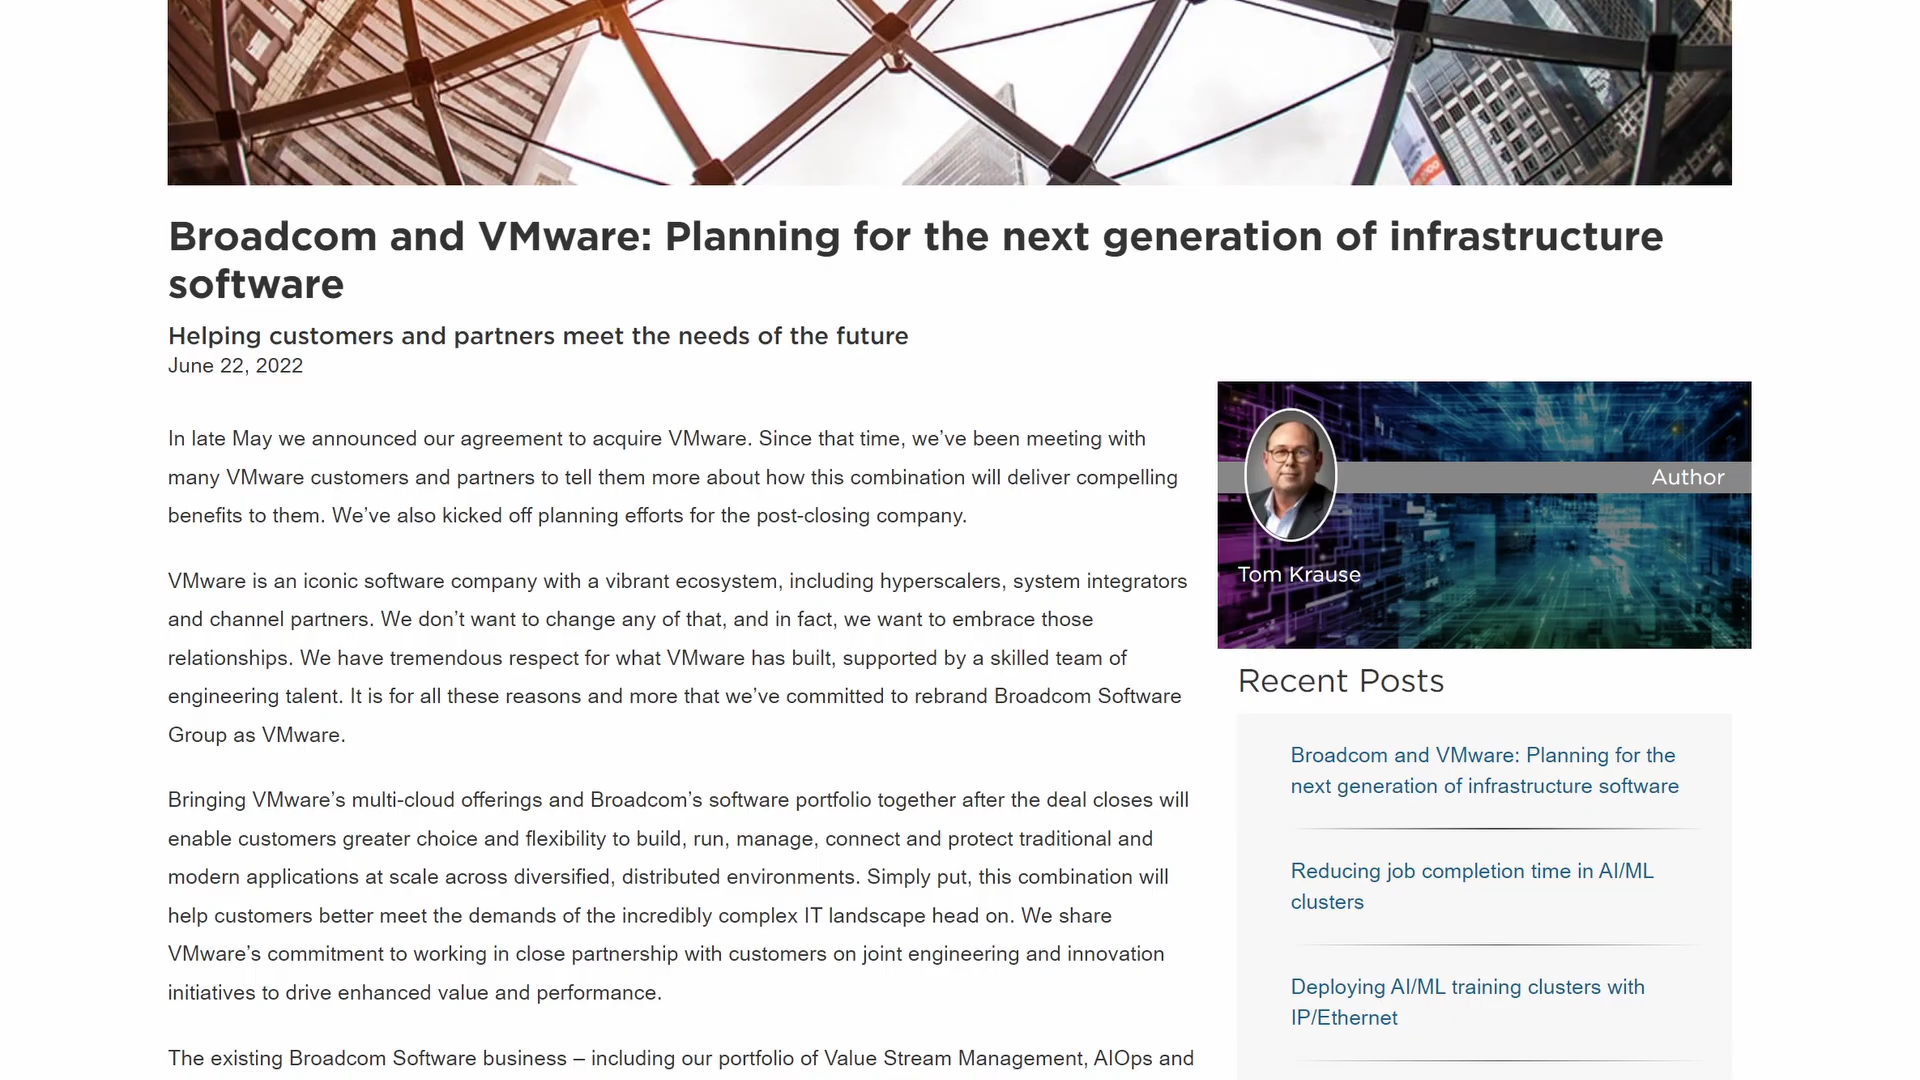 Broadcom and VMware: Planning for the next generation of infrastructure
software
Helping customers and partners meet the needs of the future
June 22, 2022
In late May we announced our agreement to acquire VMware. Since that time, we’ve been meeting with
many VMware customers and partners to tell them more about how this combination will deliver compelling
benefits to them. We’ve also kicked off planning efforts for the post-closing company.
VMware is an iconic software company with a vibrant ecosystem, including hyperscalers, system integrators
and channel partners. We don’t want to change any of that, and in fact, we want to embrace those
relationships. We have tremendous respect for what VMware has built, supported by a skilled team of
engineering talent. It is for all these reasons and more that we’ve committed to rebrand Broadcom Software
Group as VMware.
Bringing VMware’s multi-cloud offerings and Broadcom’s software portfolio together after the deal closes will
enable customers greater choice and flexibility to build, run, manage, connect and protect traditional and
modern applications at scale across diversified, distributed environments. Simply put, this combination will
help customers better meet the demands of the incredibly complex IT landscape head on. We share
VMware’s commitment to working in close partnership with customers on joint engineering and innovation
initiatives to drive enhanced value and performance.
The existing Broadcom Software business – including our portfolio of Value Stream Management, AIOps and
Author
Tom Krause
Recent Posts
Broadcom and VMware: Planning for the
next generation of infrastructure software
Reducing job completion time in AI/ML
clusters
Deploying AI/ML training clusters with
IP/Ethernet